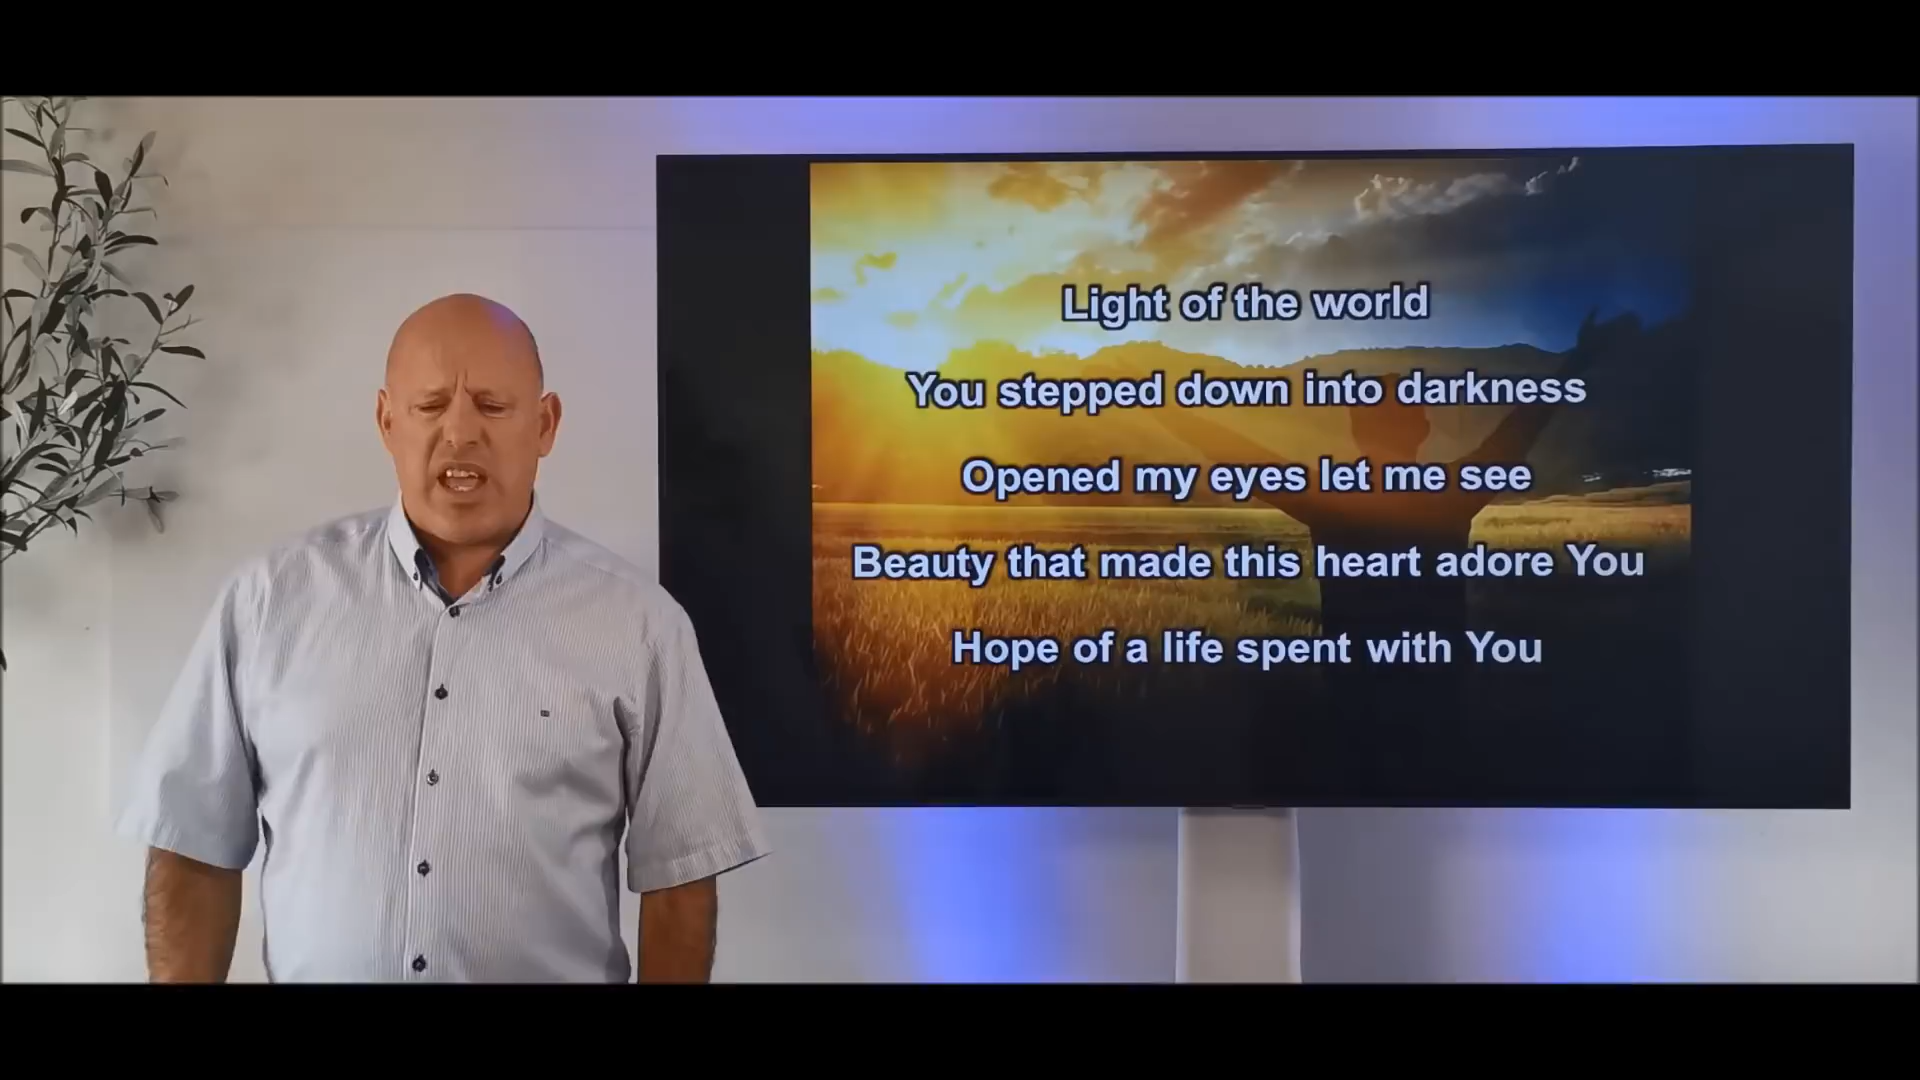 Light of the world
You stepped down into darkness
Opened my eyes let me see
Beauty that made this heart adore You
Hope of a life spent with You